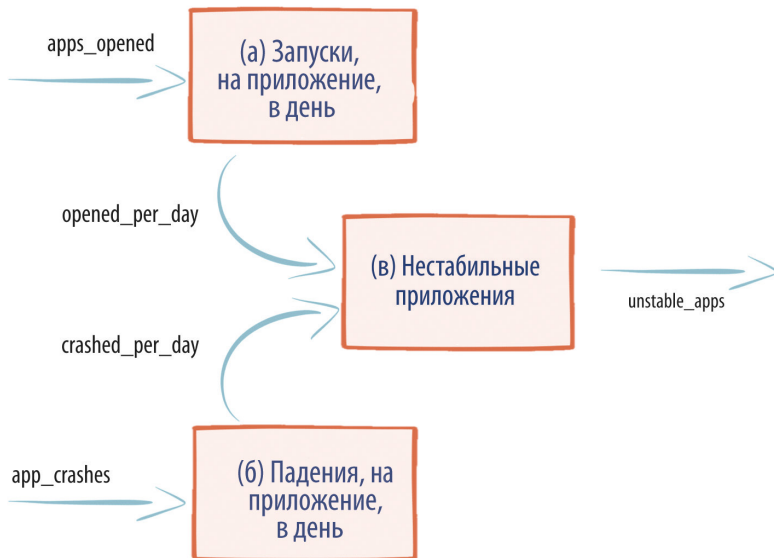 apps_opened
(а) Запуски,
на приложение,
в день
opened_per_day
(в) Нестабильные
приложения
unstable_apps
crashed_per_day
app_crashes
(б) Падения, на
приложение,
в день